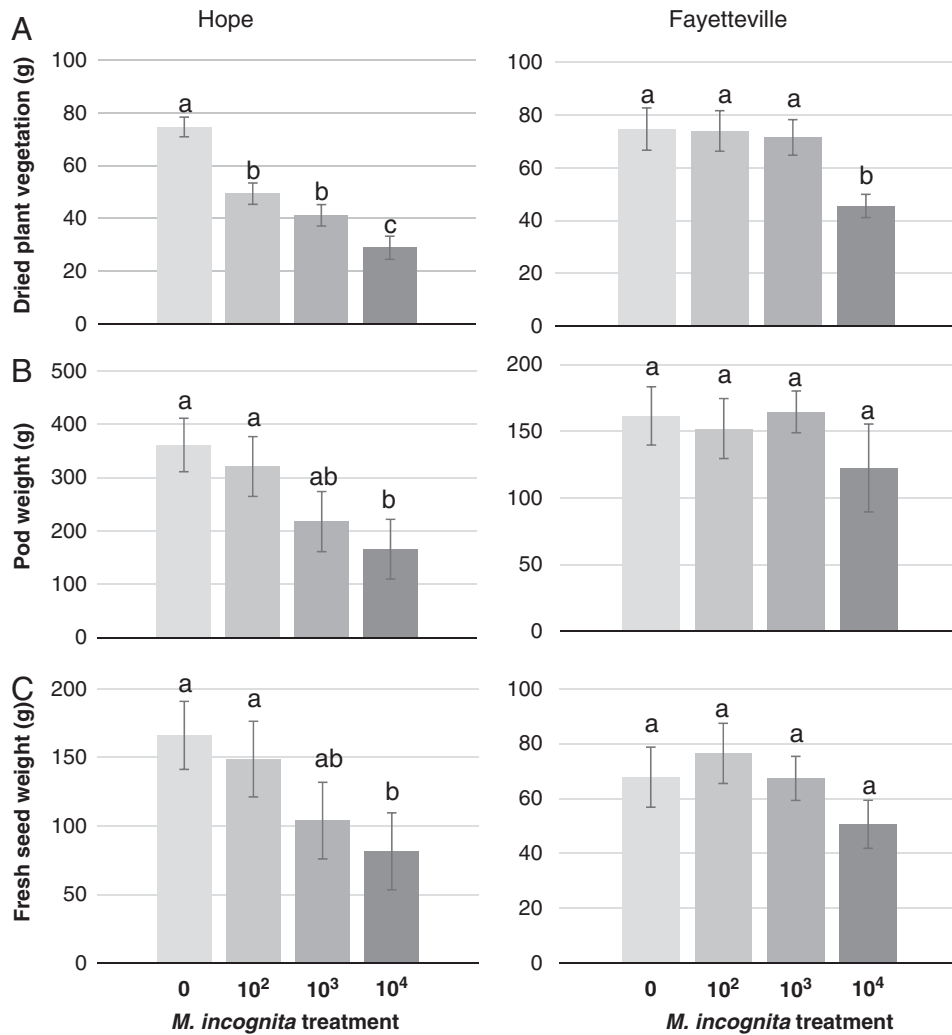 Hope
Fayetteville
A
Dried plant vegetation (g)
100
80
60
40
20
0
a
b
b
c
100
80
60
40
20
0
a
a
a
b
B
Pod weight (g)
500
400
300
200
100
0
a
a
ab
b
200
150
100
50
0
a
a
a
a
C
Fresh seed weight (g)
200
150
100
50
0
a
a
ab
b
100
80
60
40
20
0
a
a
a
a
0 10² 10³ 10⁴
M. incognita treatment
0 10² 10³ 10⁴
M. incognita treatment